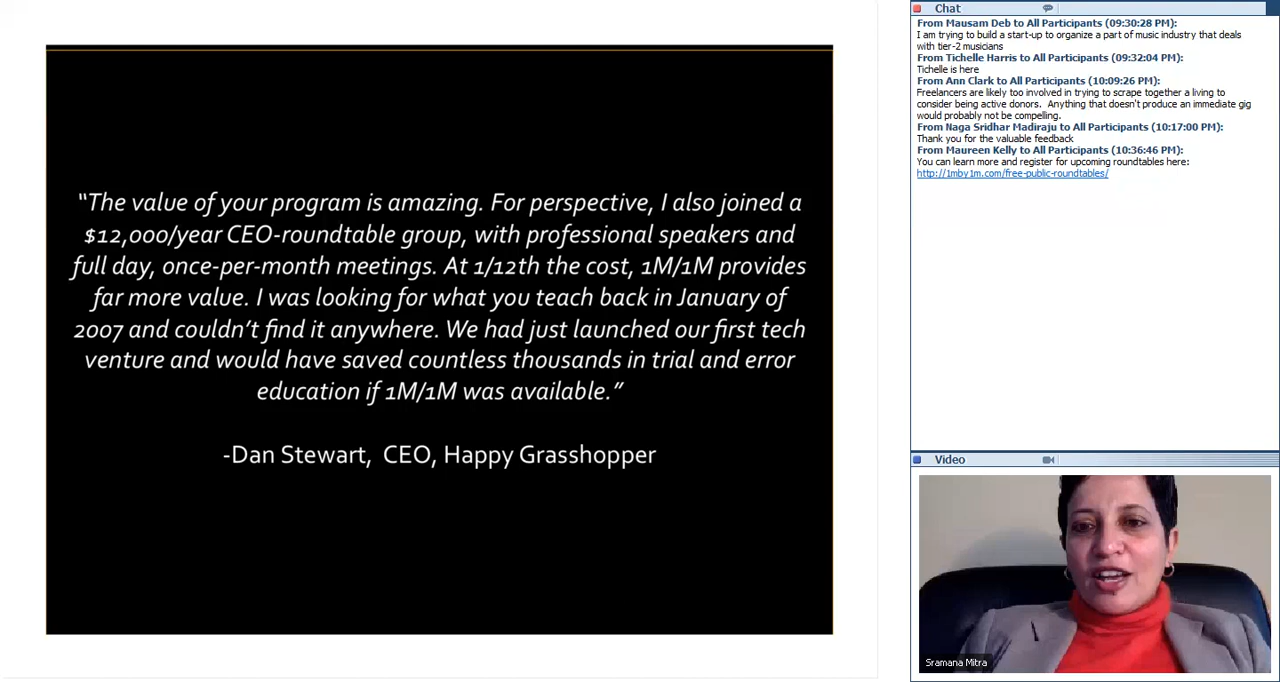 “The value of your program is amazing. For perspective, I also joined a
$12,000/year CEO-roundtable group, with professional speakers and
full day, once-per-month meetings. At 1/12th the cost, 1M/1M provides
far more value. I was looking for what you teach back in January of
2007 and couldn’t find it anywhere. We had just launched our first tech
venture and would have saved countless thousands in trial and error
education if 1M/1M was available.”
-Dan Stewart, CEO, Happy Grasshopper
Chat
From Mausam Deb to All Participants (09:30:28 PM):
I am trying to build a start-up to organize a part of music industry that deals
with tier-2 musicians
From Tichelle Harris to All Participants (09:32:04 PM):
Tichelle is here
From Ann Clark to All Participants (10:09:26 PM):
Freelancers are likely too involved in trying to scrape together a living to
consider being active donors. Anything that doesn't produce an immediate gig
would probably not be compelling.
From Naga Sridhar Madiraju to All Participants (10:17:00 PM):
Thank you for the valuable feedback
From Maureen Kelly to All Participants (10:36:46 PM):
You can learn more and register for upcoming roundtables here:
http://1mby1m.com/free-public-roundtables/
Video
Sramana Mitra